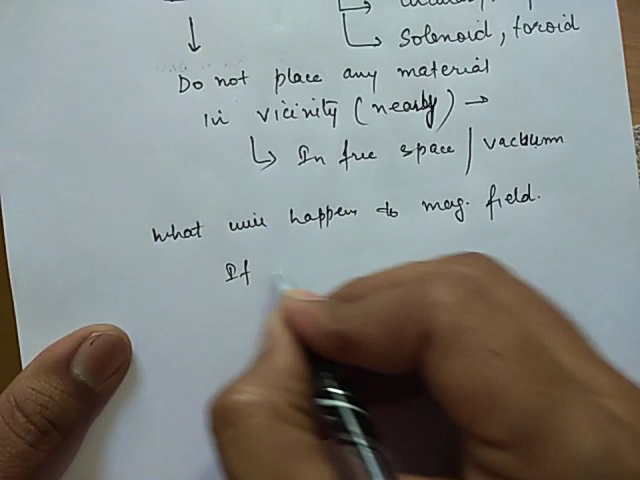 Solenoid, toroid
Do not place any material
in vicinity (nearby) →
↳ In free space / vacuum
What will happen to mag. field.
If